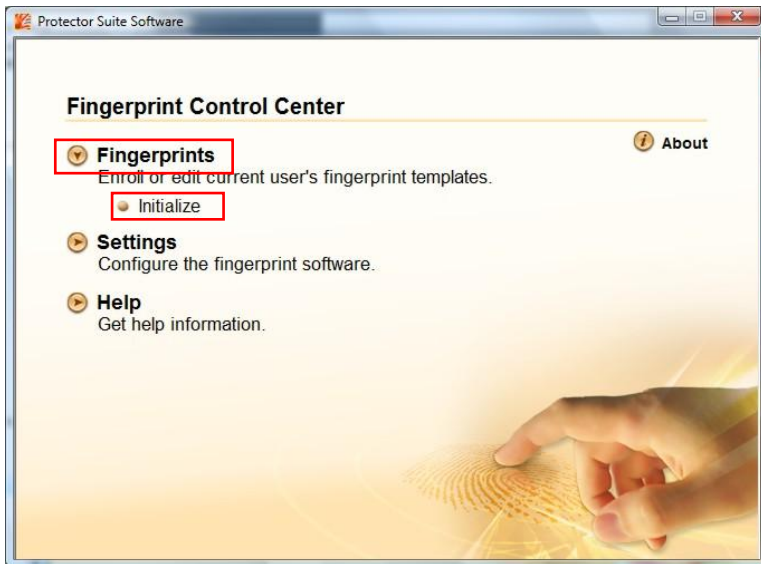 Protector Suite Software
Fingerprint Control Center
About
Fingerprints
Enroll or edit current user's fingerprint templates.
Initialize
Settings
Configure the fingerprint software.
Help
Get help information.